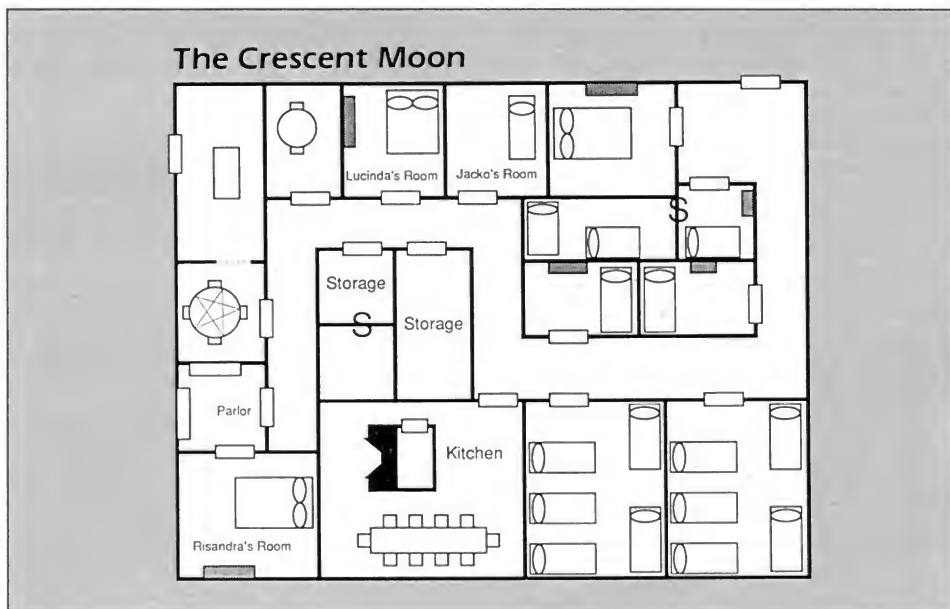 The Crescent Moon
Lucinda's Room
Jacko's Room
S
Storage
S
Storage
Parlor
Kitchen
Risandra's Room